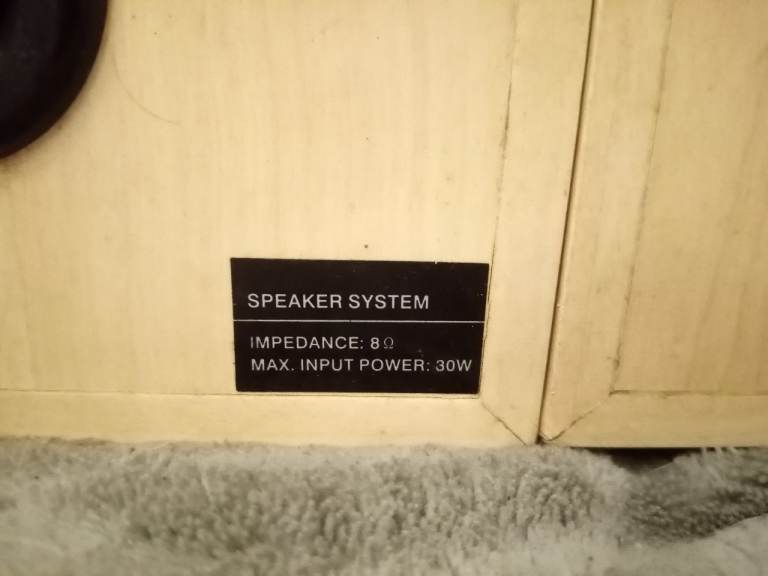 SPEAKER SYSTEM
IMPEDANCE: 8Ω
MAX. INPUT POWER: 30W